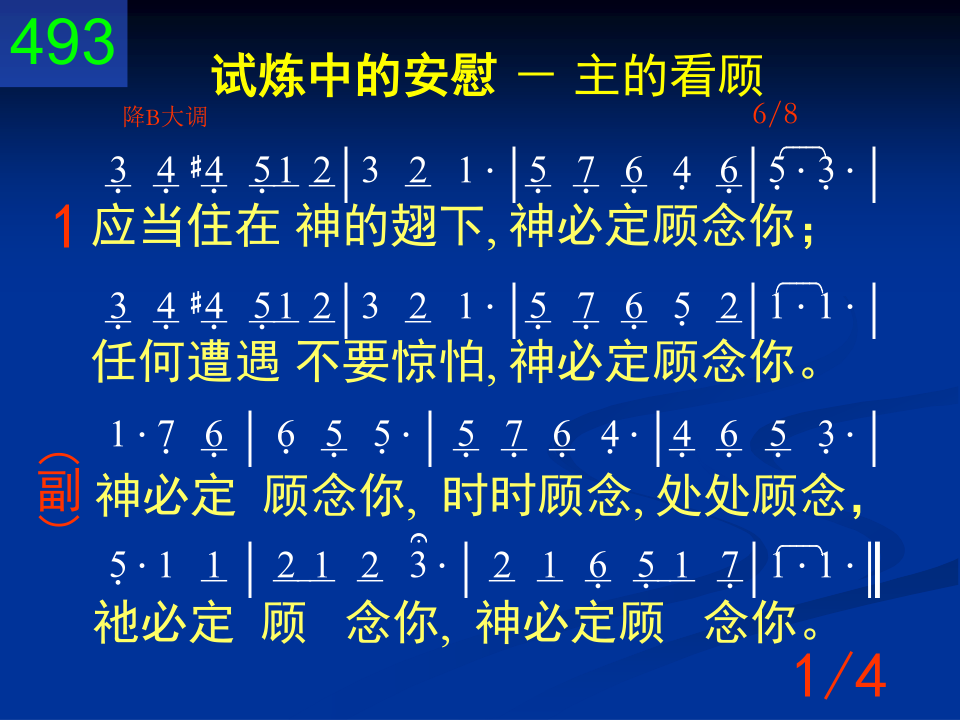 493
试炼中的安慰 － 主的看顾
降B大调 6/8
3 4 #4 5 1 2 | 3 2 1 · | 5 7 6 4 6 | 5 · 3 · |
1 应当住在 神的翅下, 神必定顾念你；
3 4 #4 5 1 2 | 3 2 1 · | 5 7 6 5 2 | 1 · 1 · |
任何遭遇 不要惊怕, 神必定顾念你。
1 · 7 6 | 6 5 5 · | 5 7 6 4 · | 4 6 5 3 · |
(副) 神必定 顾念你, 时时顾念, 处处顾念，
5 · 1 1 | 2 1 2 3 · | 2 1 6 5 1 7 | 1 · 1 · ‖
祂必定 顾 念你, 神必定顾 念你。
1/4